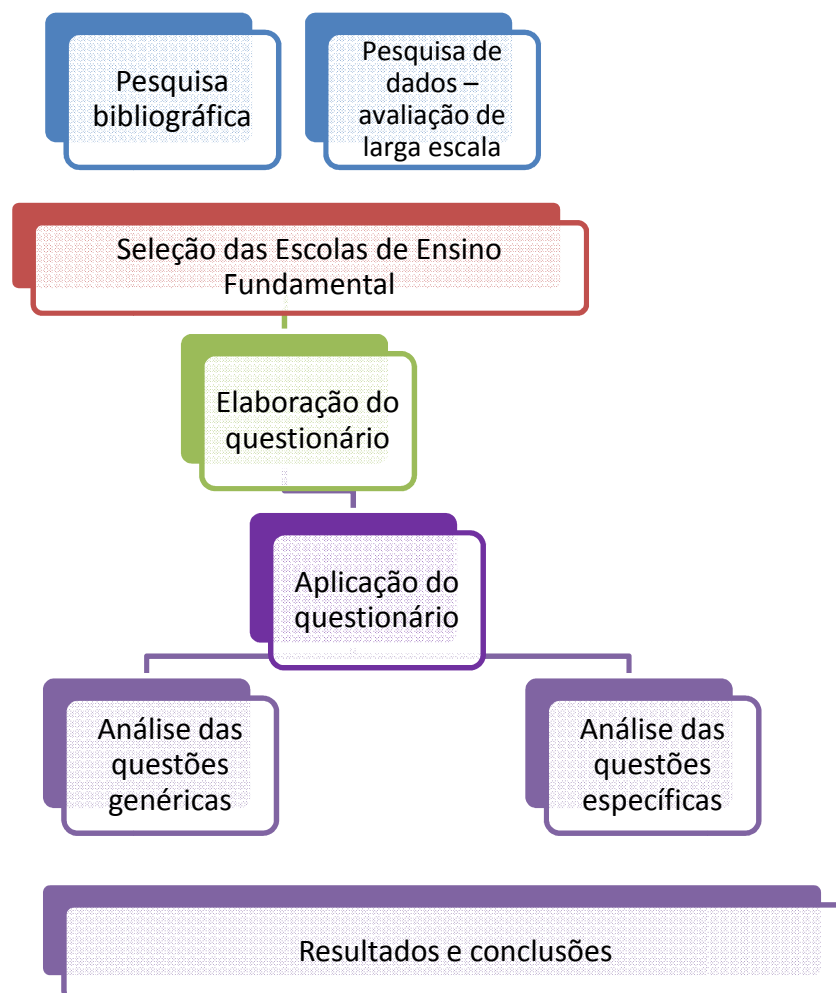 Pesquisa
bibliográfica
Pesquisa de
dados –
avaliação de
larga escala
Seleção das Escolas de Ensino
Fundamental
Elaboração do
questionário
Aplicação do
questionário
Análise das
questões
genéricas
Análise das
questões
específicas
Resultados e conclusões